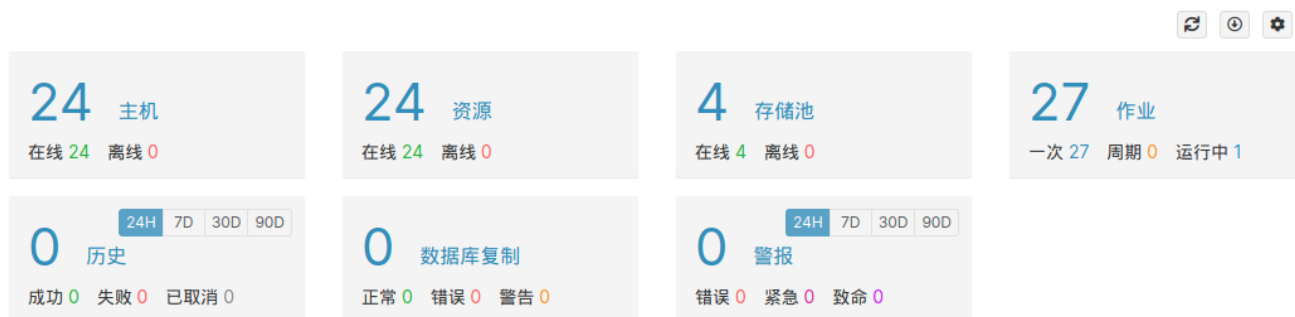 24 主机
在线 24 离线 0
24 资源
在线 24 离线 0
4 存储池
在线 4 离线 0
27 作业
一次 27 周期 0 运行中 1
24H 7D 30D 90D
0 历史
成功 0 失败 0 已取消 0
0 数据库复制
正常 0 错误 0 警告 0
24H 7D 30D 90D
0 警报
错误 0 紧急 0 致命 0